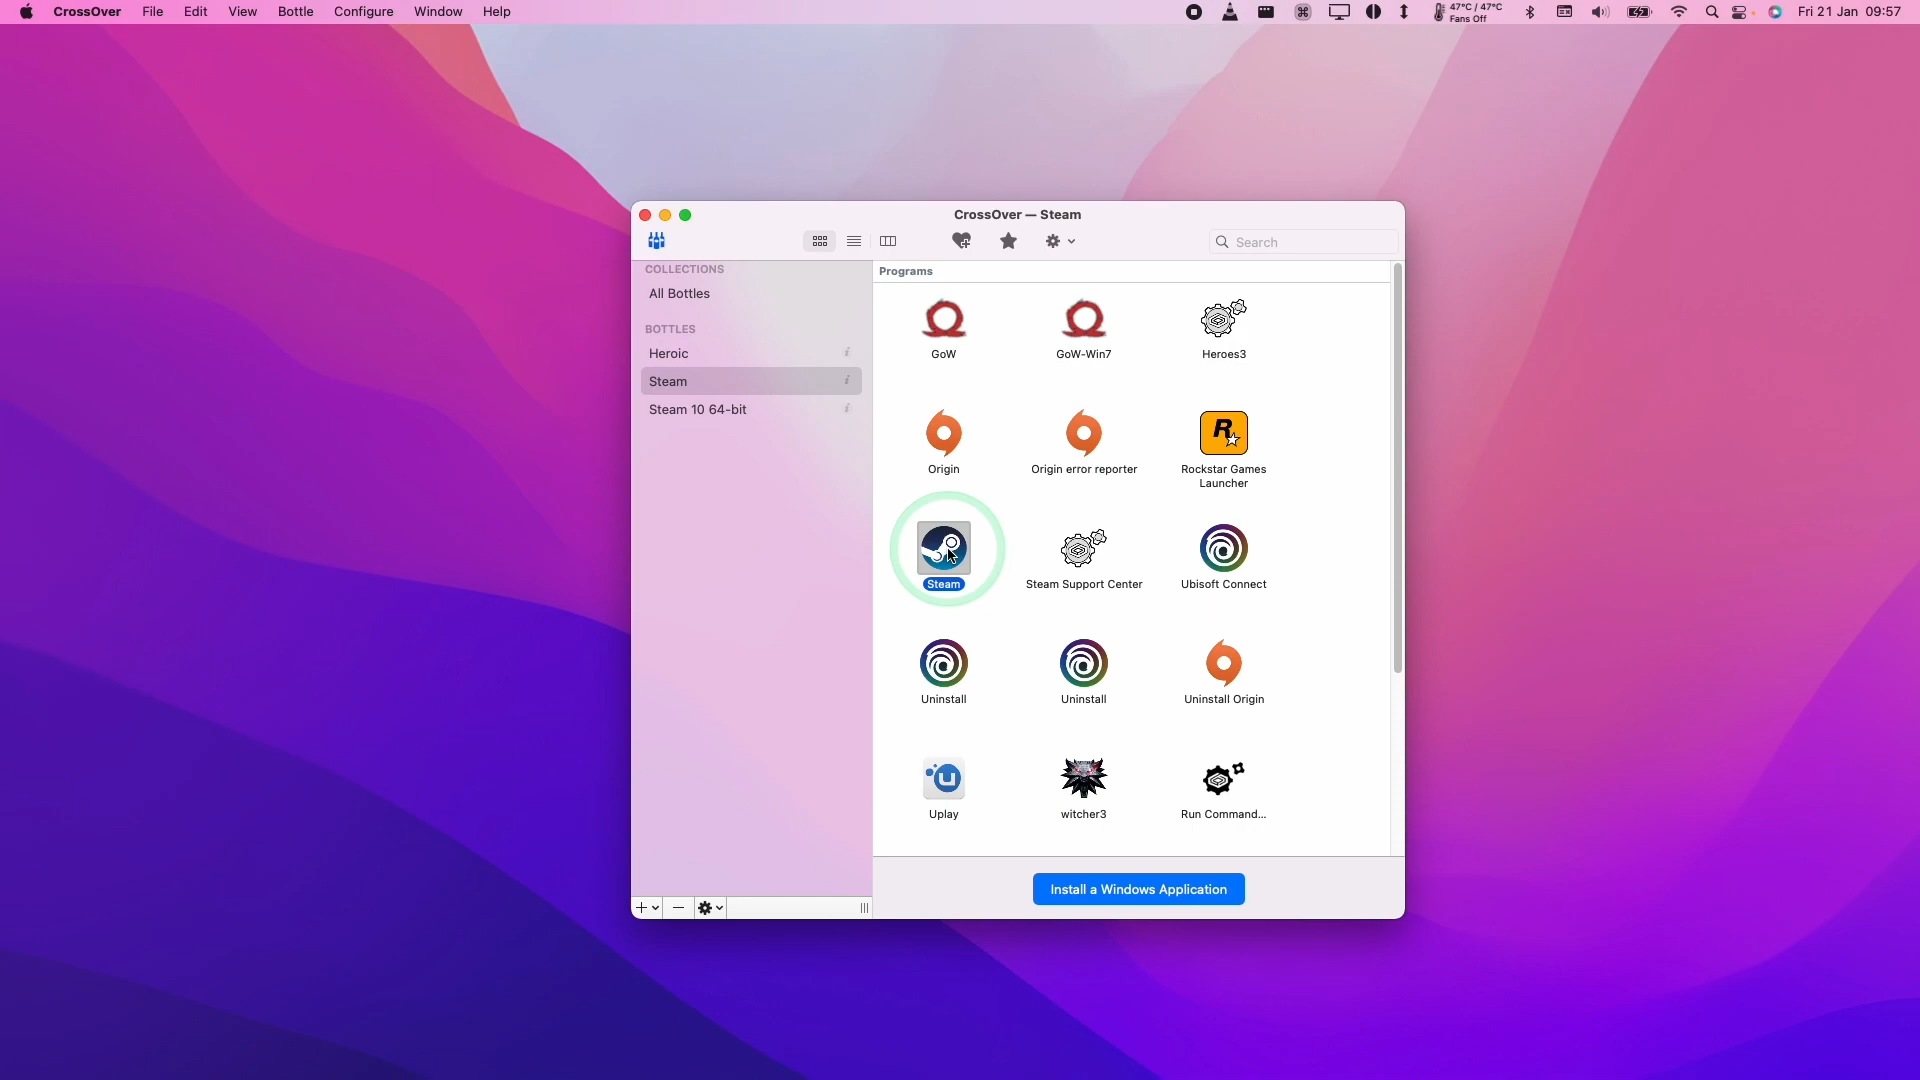 CrossOver File Edit View Bottle Configure Window Help 47°C / 47°C Fans Off Fri 21 Jan 09:57
CrossOver — Steam
Search
COLLECTIONS
All Bottles
BOTTLES
Heroic
Steam
Steam 10 64-bit
Programs
GoW GoW-Win7 Heroes3
Origin Origin error reporter Rockstar Games Launcher
Steam Steam Support Center Ubisoft Connect
Uninstall Uninstall Uninstall Origin
Uplay witcher3 Run Command...
Install a Windows Application